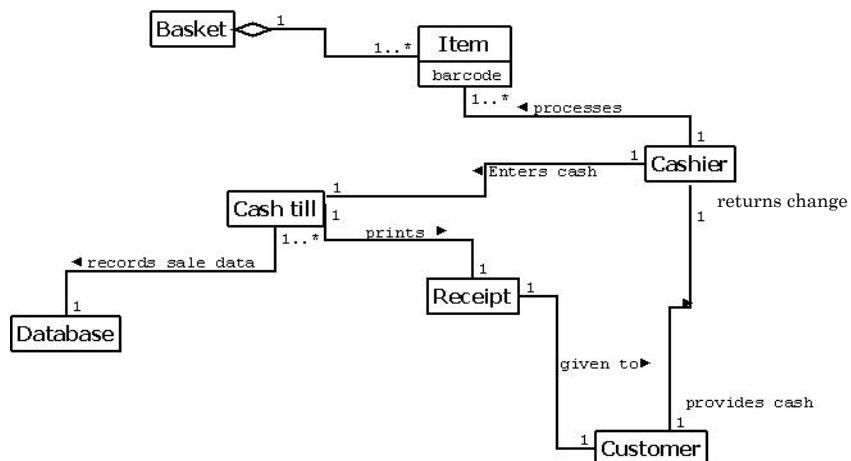 Basket
1
1..*
Item
barcode
1..*
◄ processes
1
Cashier
1
◄ Enters cash
1
Cash till
1
1..*
prints ►
◄ records sale data
1
Database
1
Receipt
1
returns change
1
given to►
provides cash
1
1
Customer